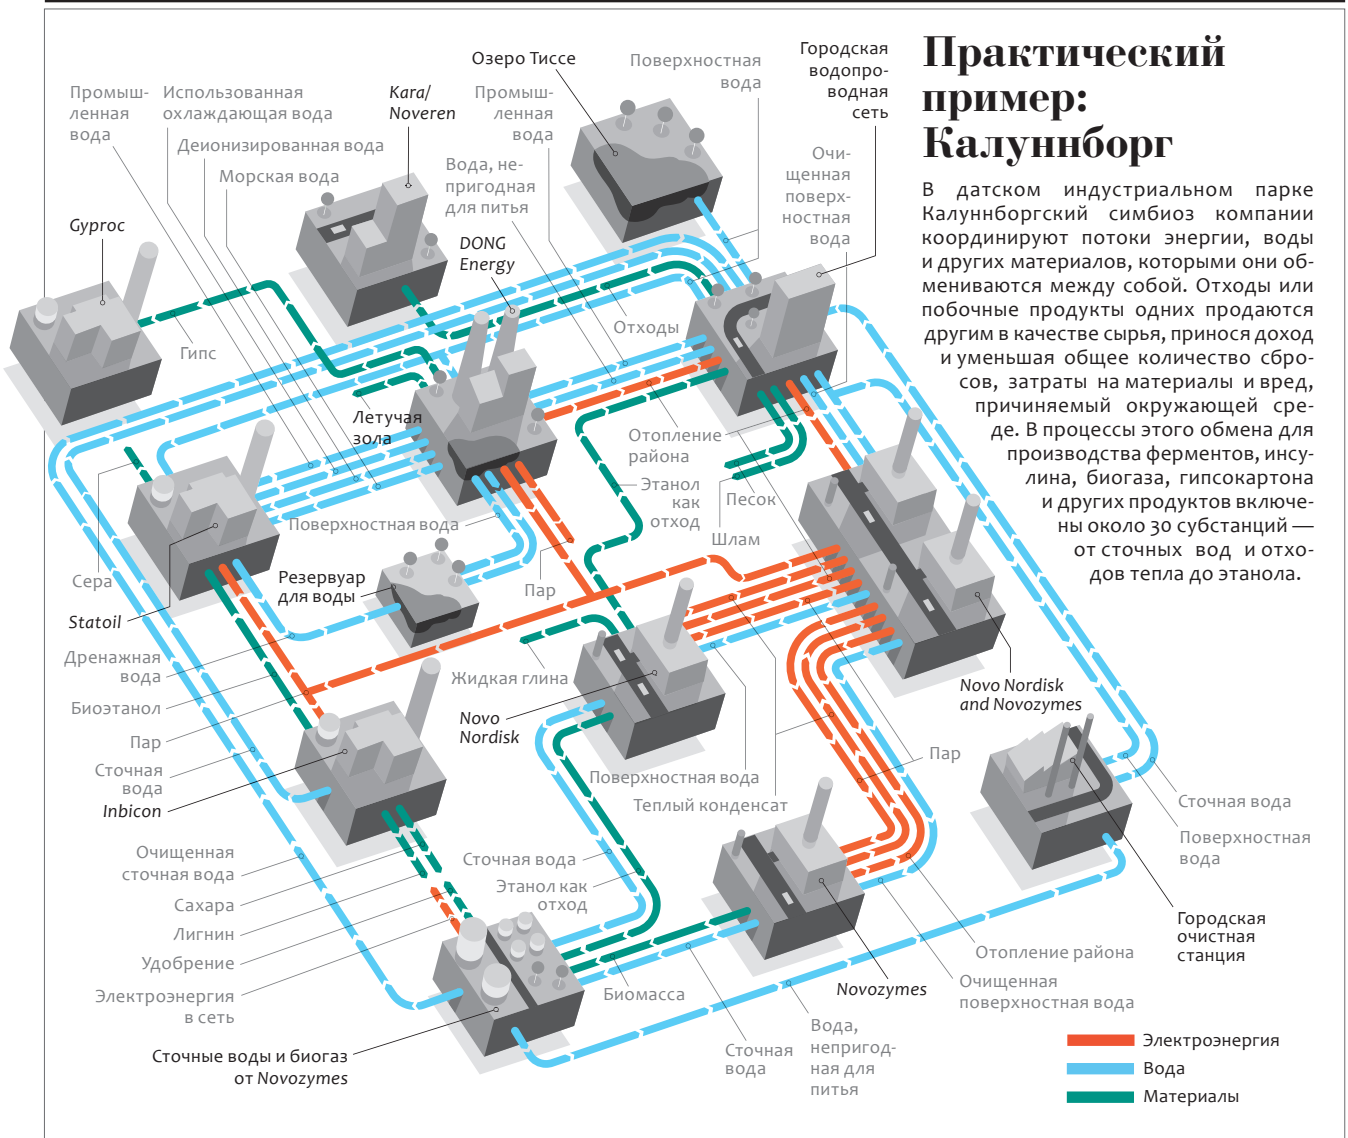 Практический
пример:
Калуннборг
В датском индустриальном парке
Калуннборгский симбиоз компании
координируют потоки энергии, воды
и других материалов, которыми они об-
мениваются между собой. Отходы или
побочные продукты одних продаются
другим в качестве сырья, принося доход
и уменьшая общее количество сбро-
сов, затраты на материалы и вред,
причиняемый окружающей сре-
де. В процессы этого обмена для
производства ферментов, инсу-
лина, биогаза, гипсокартона
и других продуктов включе-
ны около 30 субстанций —
от сточных вод и отхо-
дов тепла до этанола.
Озеро Тиссе
Поверхностная
вода
Городская
водопро-
водная
сеть
Промыш-
ленная
вода
Использованная
охлаждающая вода
Kara/
Noveren
Промыш-
ленная
вода
Деионизированная вода
Морская вода
Вода, не-
пригодная
для питья
Очи-
щенная
поверх-
ностная
вода
Gyproc
DONG
Energy
Гипс
Отходы
Летучая
зола
Отопление
района
Этанол
как
отход
Песок
Шлам
Поверхностная вода
Сера
Резервуар
для воды
Пар
Statoil
Дренажная
вода
Жидкая глина
Биоэтанол
Novo
Nordisk
Novo Nordisk
and Novozymes
Пар
Сточная
вода
Inbicon
Поверхностная вода
Теплый конденсат
Пар
Сточная вода
Поверхностная
вода
Очищенная
сточная вода
Сточная вода
Этанол как
отход
Сахара
Лигнин
Удобрение
Электроэнергия
в сеть
Городская
очистная
станция
Отопление района
Очищенная
поверхностная вода
Биомасса
Novozymes
Сточная
вода
Вода,
непригод-
ная для
питья
Сточные воды и биогаз
от Novozymes
Электроэнергия
Вода
Материалы